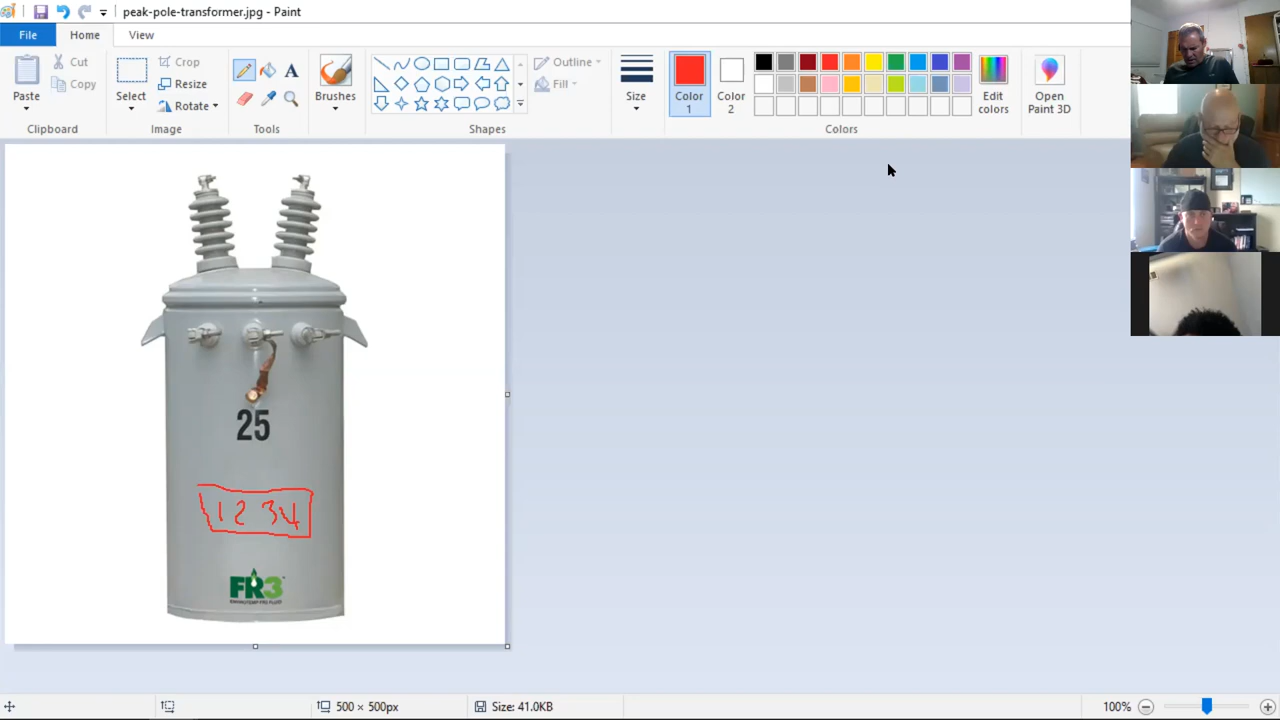 peak-pole-transformer.jpg - Paint
File Home View
Paste
Cut
Copy
Clipboard
Select
Crop
Resize
Rotate
Image
A
Tools
Brushes
Outline
Fill
Shapes
Size
Color 1
Color 2
Edit colors
Colors
Open Paint 3D
25
1 2 3 4
FR3
500 × 500px
Size: 41.0KB
100%